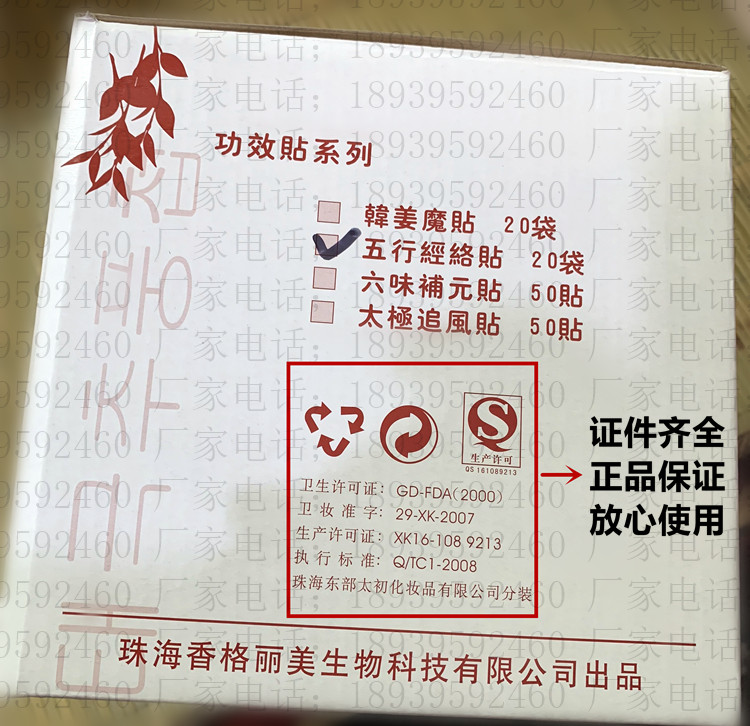 厂家电话：18939592460
功效貼系列
韓姜魔貼 20袋
五行經絡貼 20袋
六味補元貼 50貼
太極追風貼 50貼
태극주풍첩
生产许可
QS 161089213
卫生许可证：GD-FDA(2000)
卫 妆 准 字：29-XK-2007
生产许可证：XK16-108 9213
执 行 标 准：Q/TC1-2008
珠海东部太初化妆品有限公司分装
证件齐全
正品保证
放心使用
珠海香格丽美生物科技有限公司出品